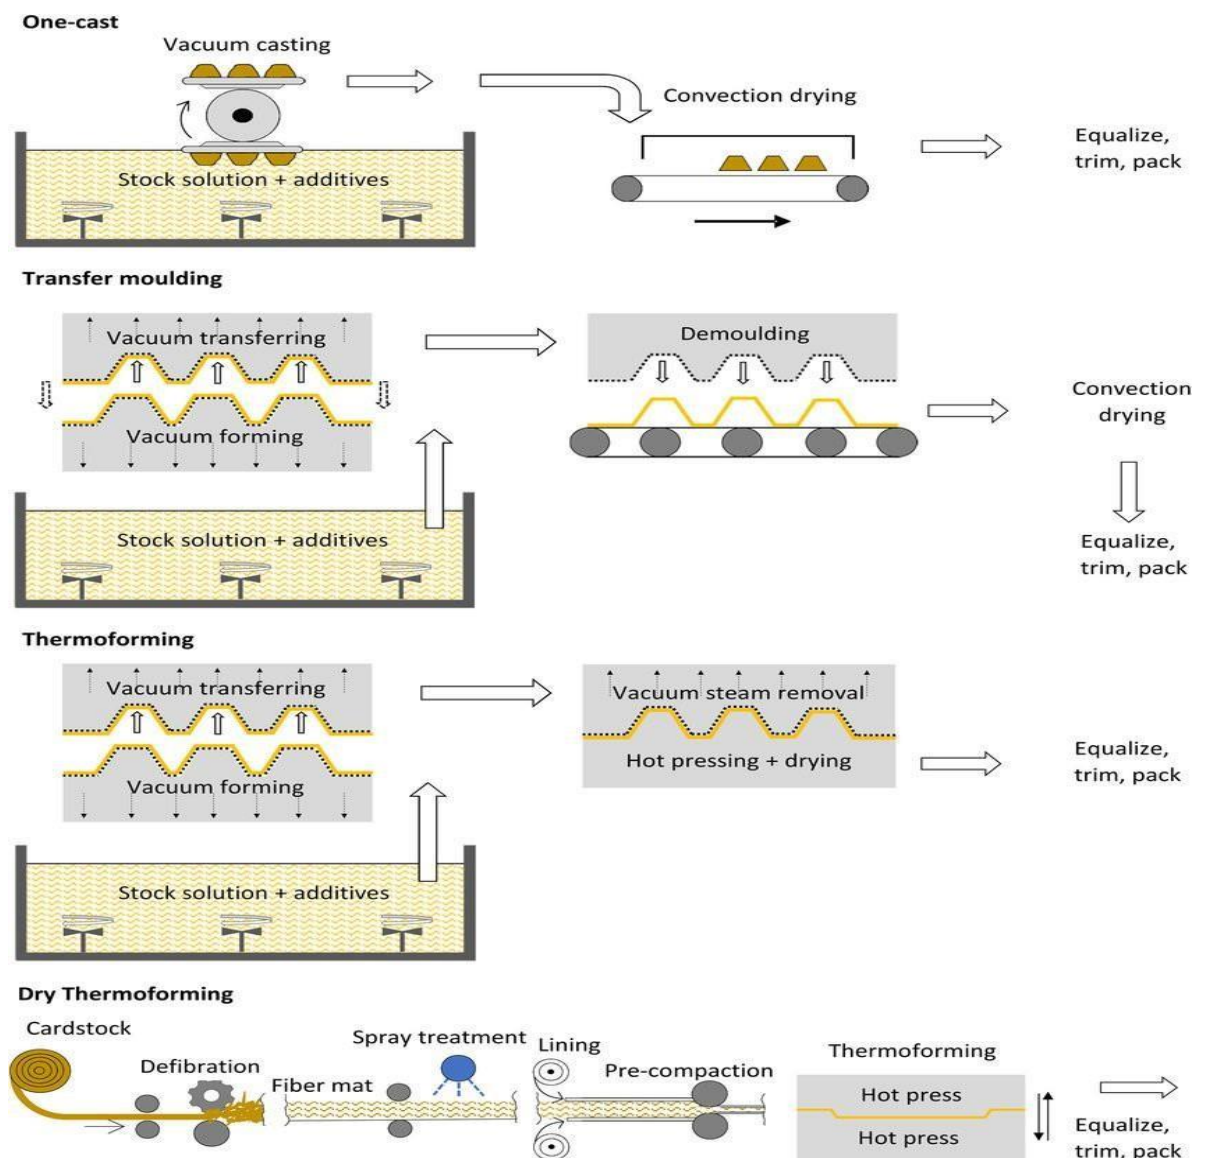 One-cast
Vacuum casting
Convection drying
Equalize,
trim, pack
Stock solution + additives
Transfer moulding
Vacuum transferring
Demoulding
Convection
drying
Vacuum forming
Stock solution + additives
Equalize,
trim, pack
Thermoforming
Vacuum transferring
Vacuum steam removal
Hot pressing + drying
Equalize,
trim, pack
Vacuum forming
Stock solution + additives
Dry Thermoforming
Cardstock
Defibration
Fiber mat
Spray treatment
Lining
Pre-compaction
Thermoforming
Hot press
Hot press
Equalize,
trim, pack